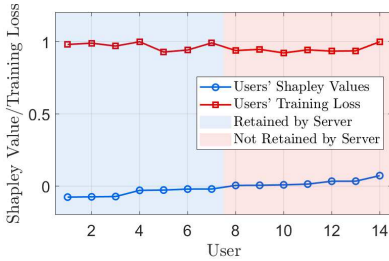 Shapley Value/Training Loss
1
0.5
0
Users' Shapley Values
Users' Training Loss
Retained by Server
Not Retained by Server
2 4 6 8 10 12 14
User